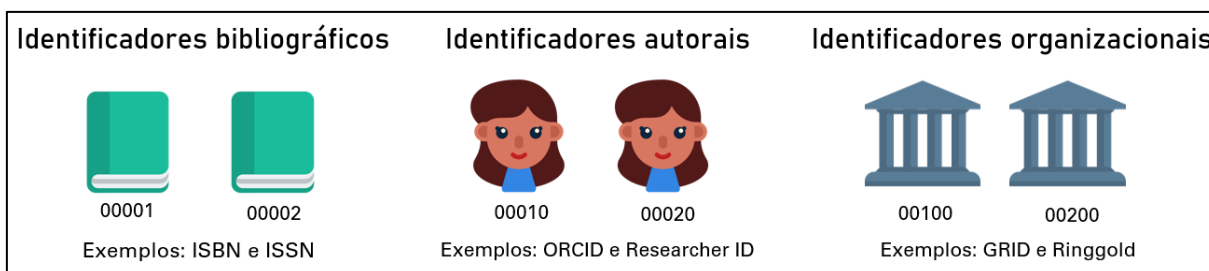 Identificadores bibliográficos
Identificadores autorais
Identificadores organizacionais
00001
00002
00010
00020
00100
00200
Exemplos: ISBN e ISSN
Exemplos: ORCID e Researcher ID
Exemplos: GRID e Ringgold